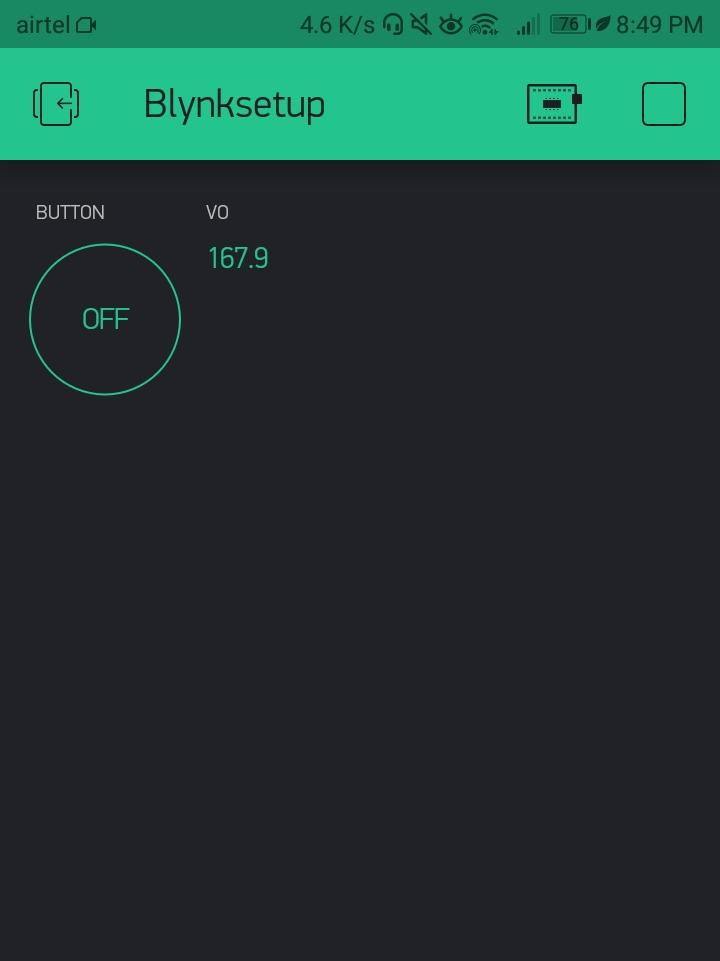 airtel 4.6 K/s 76 8:49 PM
Blynksetup
BUTTON VO
167.9
OFF